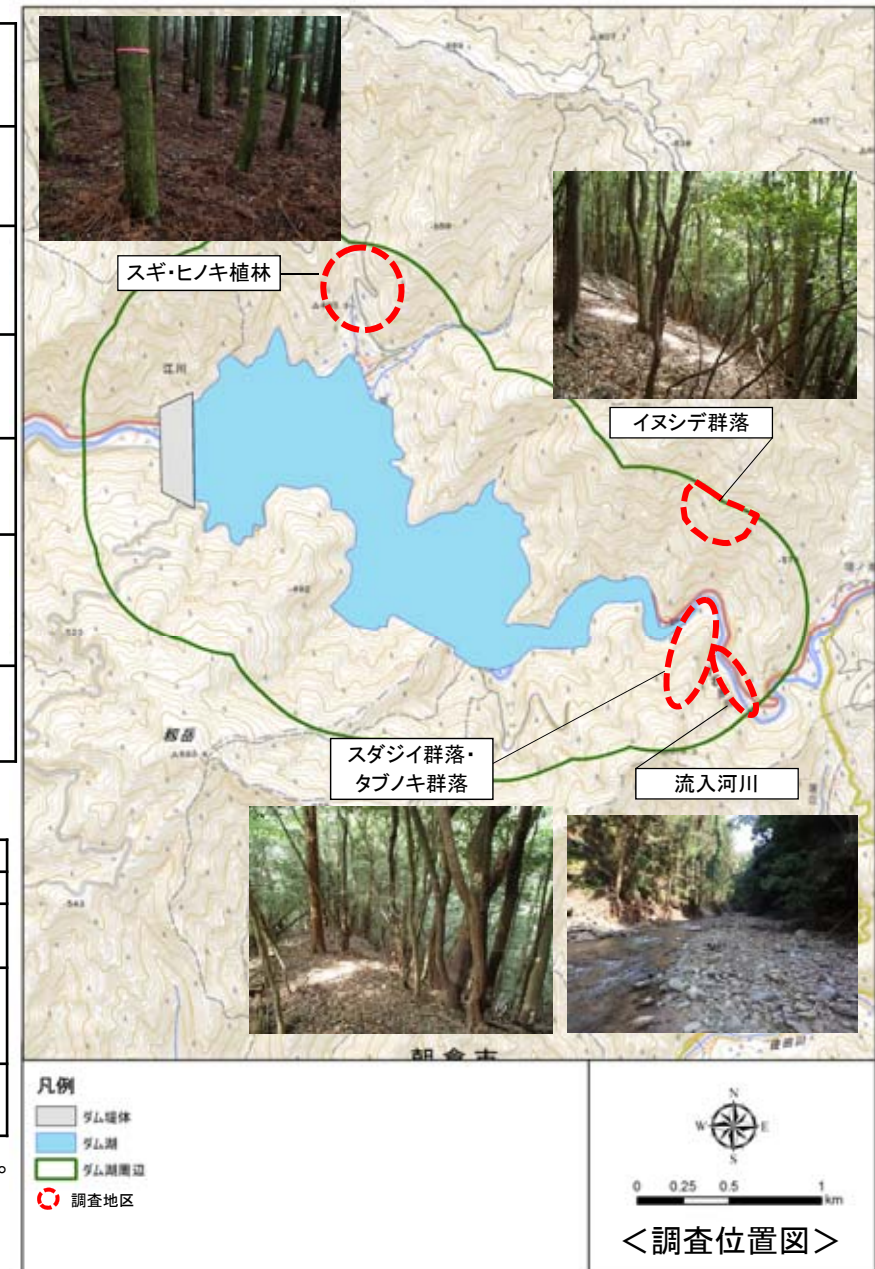 スギ・ヒノキ植林
江川
イヌシデ群落
スダジイ群落・
タブノキ群落
流入河川
朝倉市
凡例
ダム堤体
ダム湖
ダム湖周辺
調査地区
。
N
W
E
S
0 0.25 0.5 1
km
＜調査位置図＞